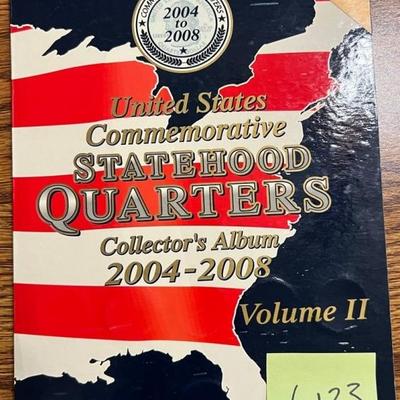 2004
to
2008
United States
Commemorative
STATEHOOD
QUARTERS
Collector's Album
2004-2008
Volume II